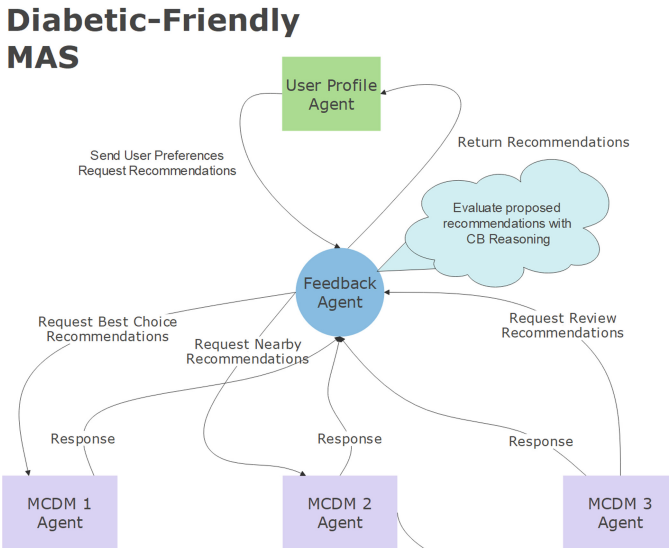 Diabetic-Friendly
MAS
User Profile
Agent
Send User Preferences
Request Recommendations
Return Recommendations
Evaluate proposed
recommendations with
CB Reasoning
Feedback
Agent
Request Best Choice
Recommendations
Request Nearby
Recommendations
Request Review
Recommendations
Response
Response
Response
MCDM 1
Agent
MCDM 2
Agent
MCDM 3
Agent